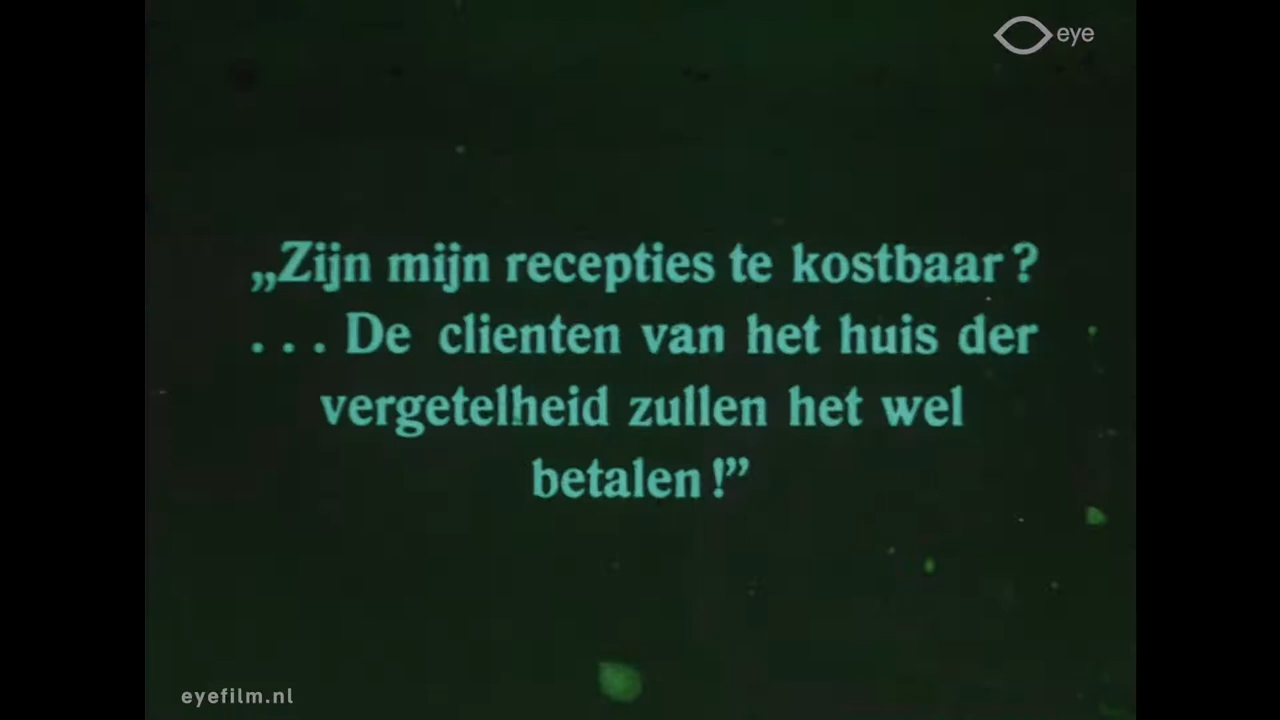 eye
„Zijn mijn recepties te kostbaar?
... De clienten van het huis der
vergetelheid zullen het wel
betalen!”
eyefilm.nl